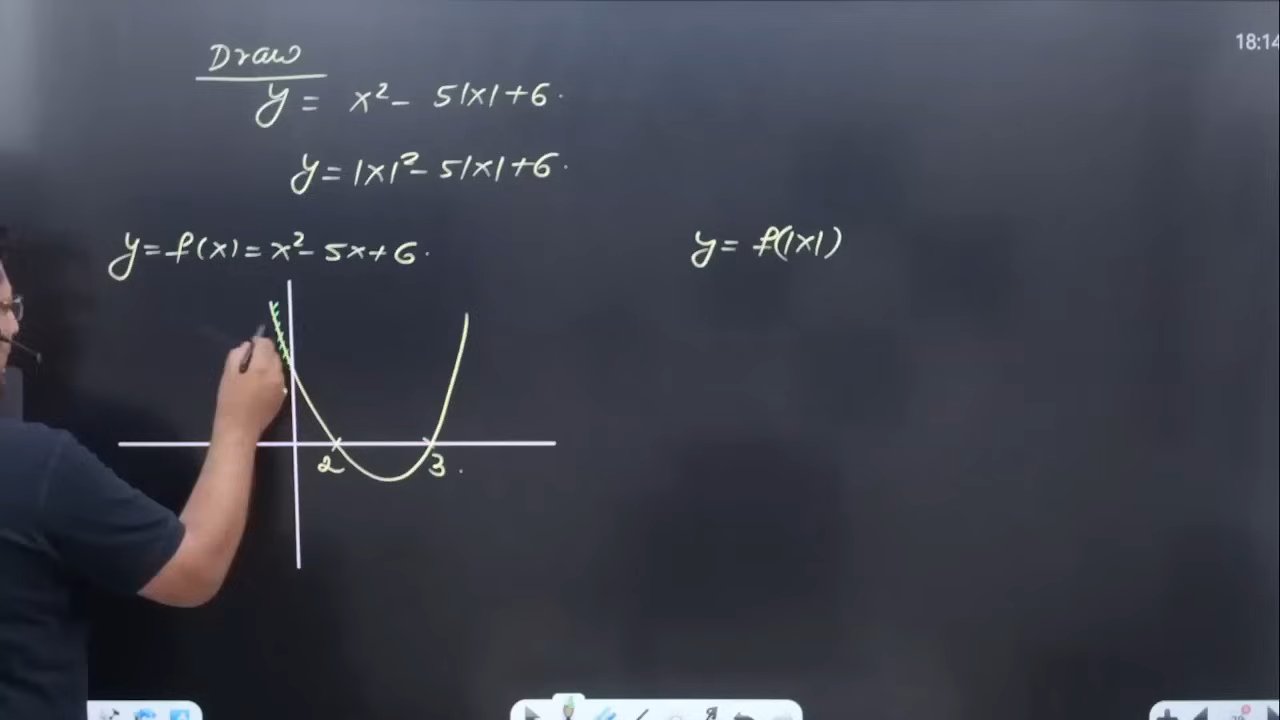 Draw
y = x² - 5|x| + 6.
y = |x|² - 5|x| + 6.
y = f(x) = x² - 5x + 6.
y = f(|x|)
2 3.
18:14